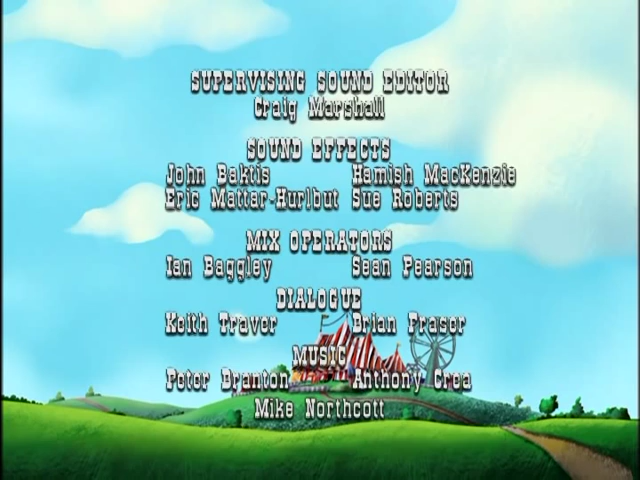 SUPERVISING SOUND EDITOR
Craig Marshall
SOUND EFFECTS
John Baktis Hamish MacKenzie
Eric Mattar-Hurlbut Sue Roberts
MIX OPERATORS
Ian Baggley Sean Pearson
DIALOGUE
Keith Traver Brian Fraser
MUSIC
Peter Branton Anthony Crea
Mike Northcott